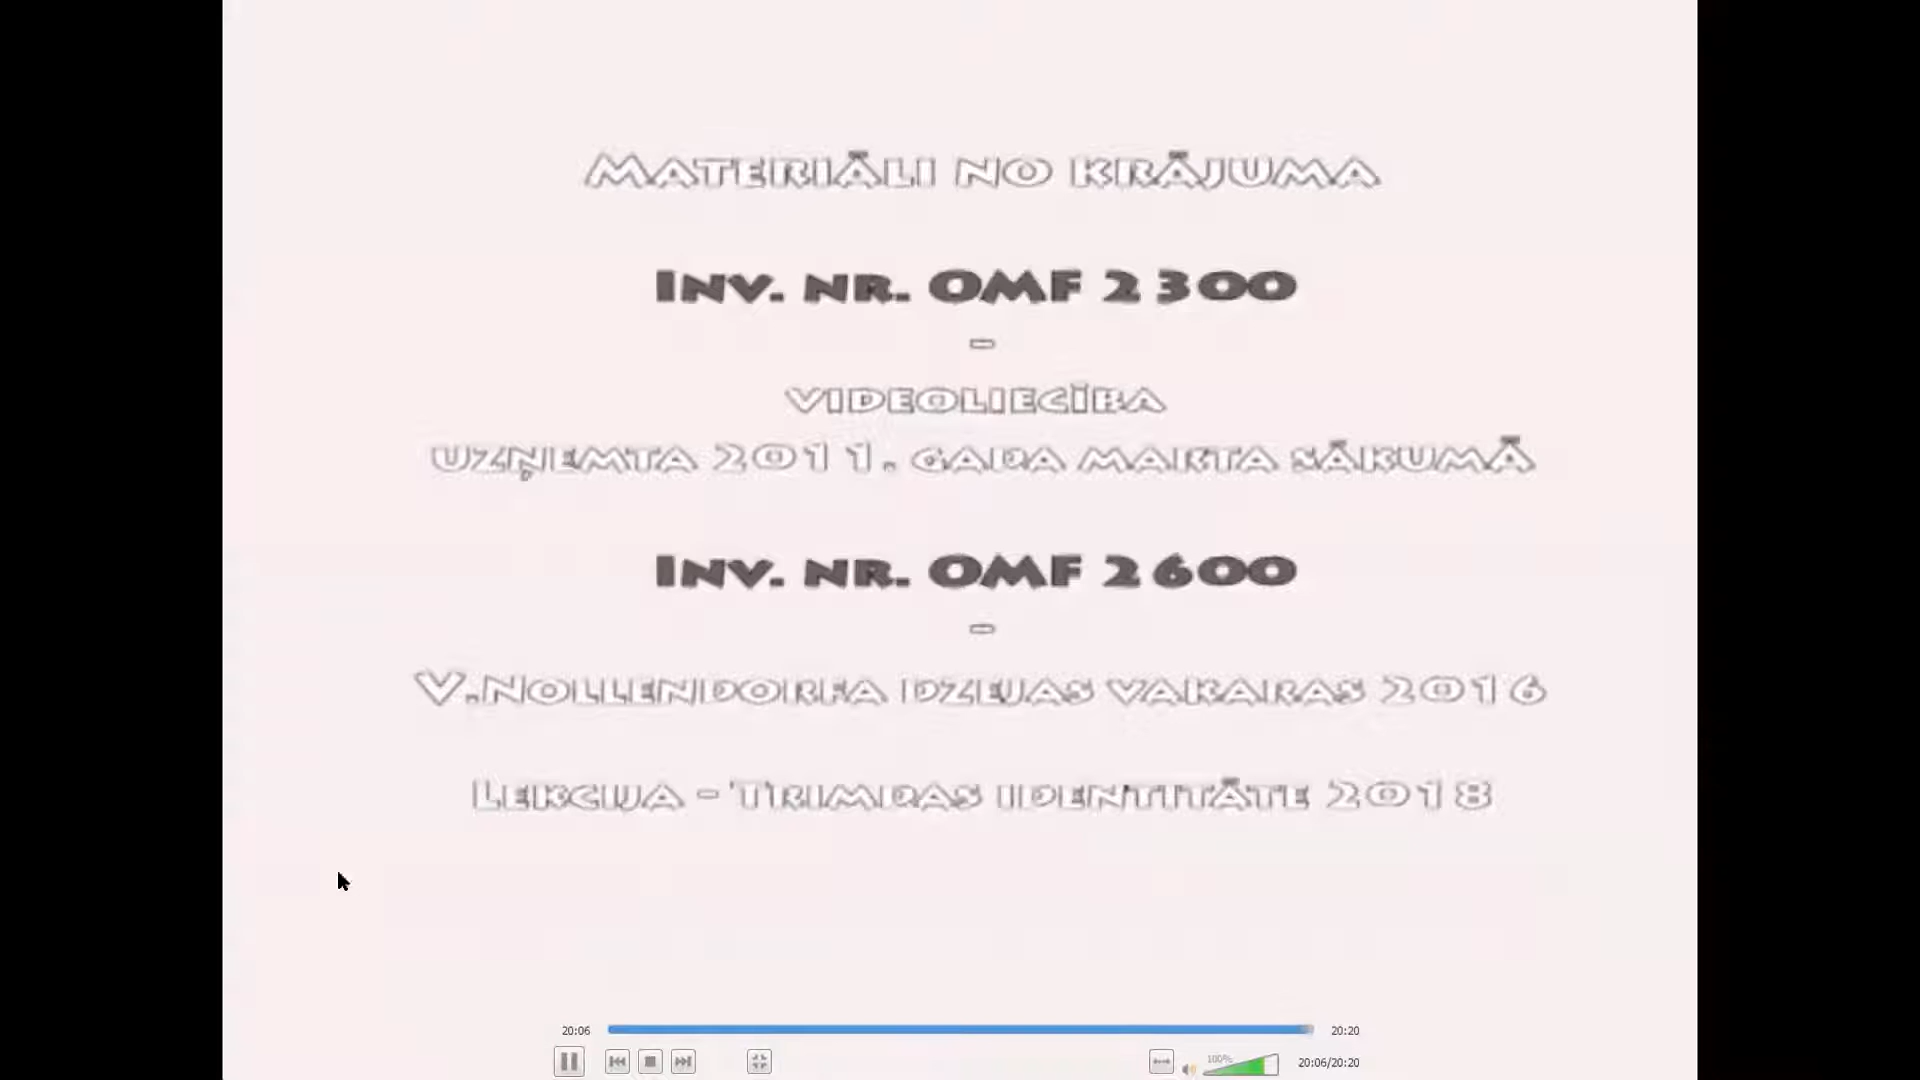 Materiāli no krājuma
Inv. nr. OMF 2300
-
videoliecība
uzņemta 2011. gada marta sākumā
Inv. nr. OMF 2600
-
V.Nollendorfa dzejas vakaras 2016
Lekcija - Trimdas identitāte 2018
20:06
20:20
100%
20:06/20:20